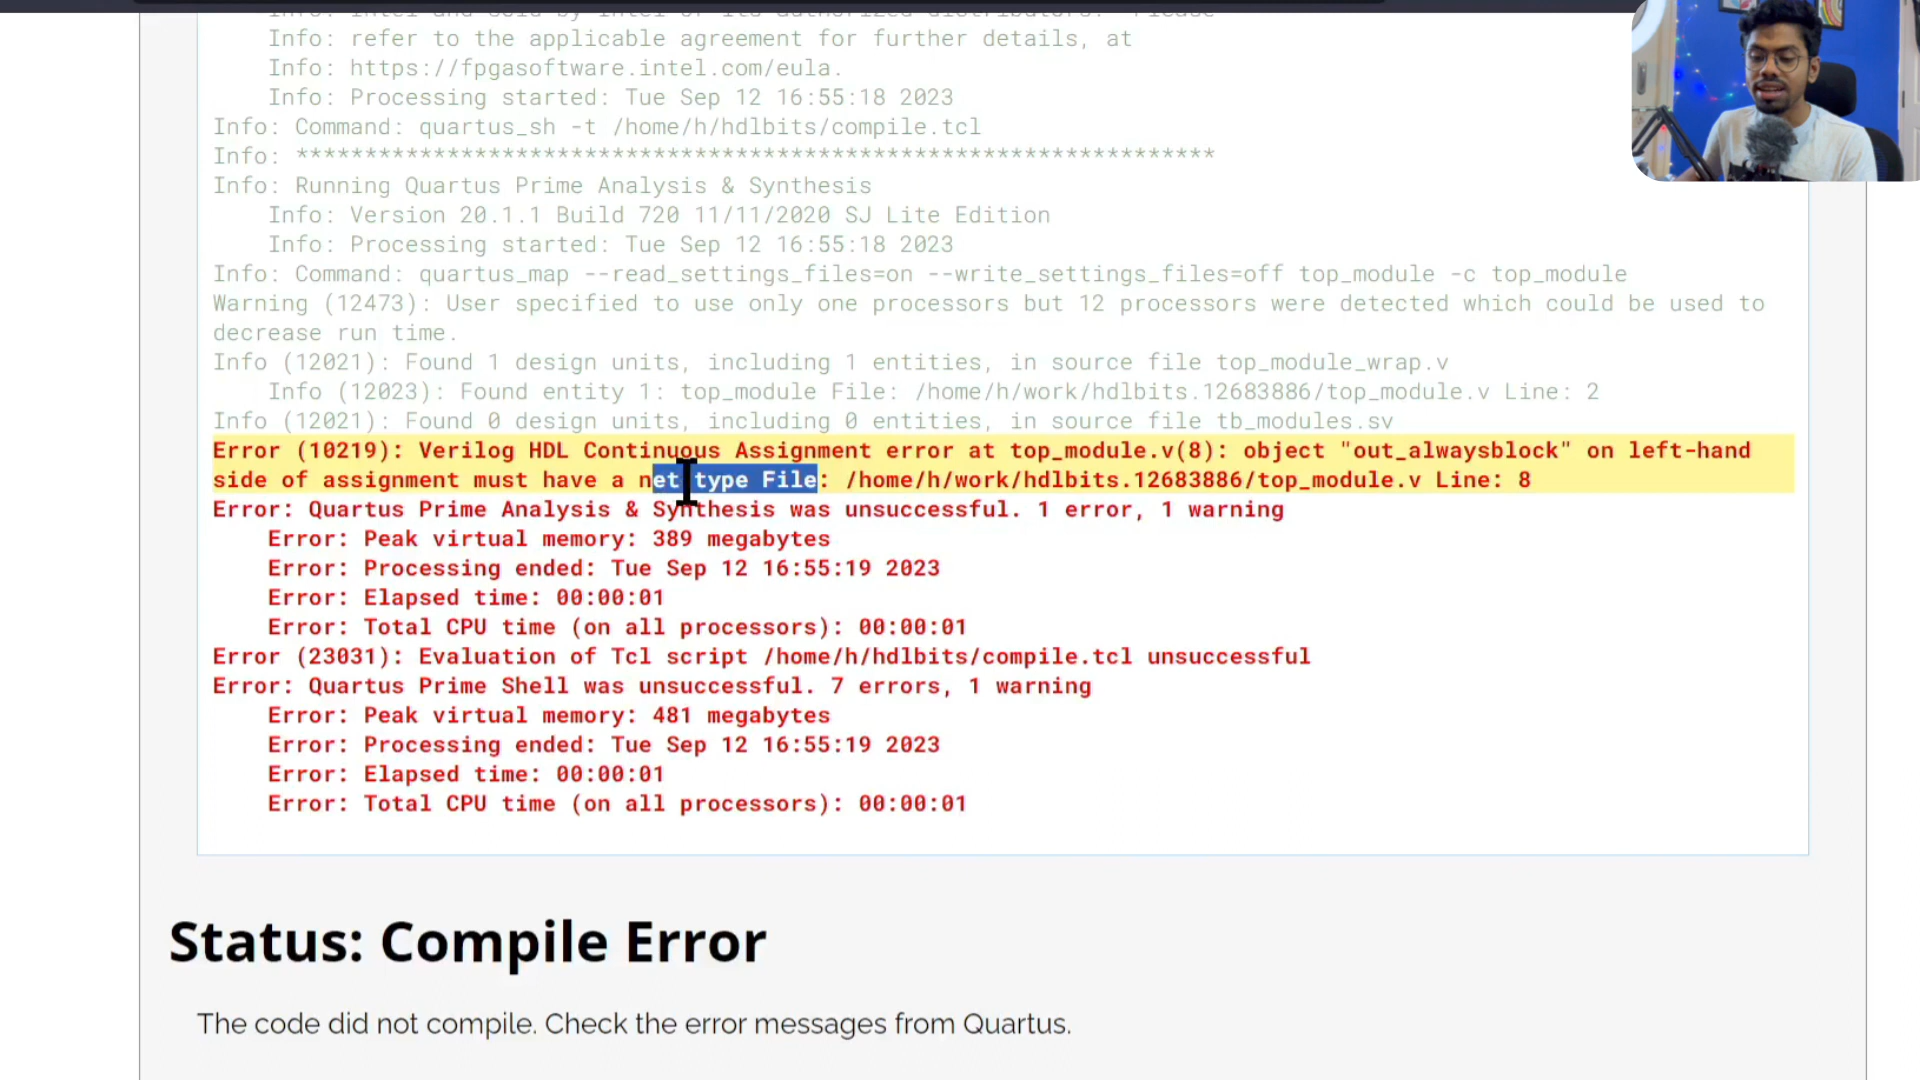 Intel and sold by Intel or its authorized distributors. Please
Info: refer to the applicable agreement for further details, at
Info: https://fpgasoftware.intel.com/eula.
Info: Processing started: Tue Sep 12 16:55:18 2023
Info: Command: quartus_sh -t /home/h/hdlbits/compile.tcl
Info: *******************************************************************
Info: Running Quartus Prime Analysis & Synthesis
Info: Version 20.1.1 Build 720 11/11/2020 SJ Lite Edition
Info: Processing started: Tue Sep 12 16:55:18 2023
Info: Command: quartus_map --read_settings_files=on --write_settings_files=off top_module -c top_module
Warning (12473): User specified to use only one processors but 12 processors were detected which could be used to
decrease run time.
Info (12021): Found 1 design units, including 1 entities, in source file top_module_wrap.v
Info (12023): Found entity 1: top_module File: /home/h/work/hdlbits.12683886/top_module.v Line: 2
Info (12021): Found 0 design units, including 0 entities, in source file tb_modules.sv
Error (10219): Verilog HDL Continuous Assignment error at top_module.v(8): object "out_alwaysblock" on left-hand
side of assignment must have a net type File: /home/h/work/hdlbits.12683886/top_module.v Line: 8
Error: Quartus Prime Analysis & Synthesis was unsuccessful. 1 error, 1 warning
Error: Peak virtual memory: 389 megabytes
Error: Processing ended: Tue Sep 12 16:55:19 2023
Error: Elapsed time: 00:00:01
Error: Total CPU time (on all processors): 00:00:01
Error (23031): Evaluation of Tcl script /home/h/hdlbits/compile.tcl unsuccessful
Error: Quartus Prime Shell was unsuccessful. 7 errors, 1 warning
Error: Peak virtual memory: 481 megabytes
Error: Processing ended: Tue Sep 12 16:55:19 2023
Error: Elapsed time: 00:00:01
Error: Total CPU time (on all processors): 00:00:01
Status: Compile Error
The code did not compile. Check the error messages from Quartus.